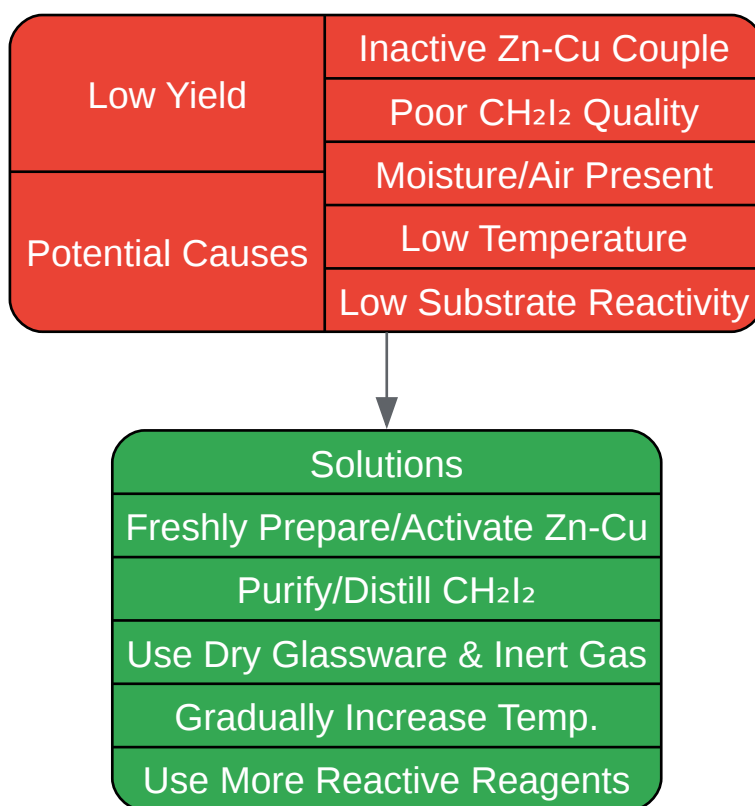 Low Yield
Potential Causes
Inactive Zn-Cu Couple
Poor CH₂I₂ Quality
Moisture/Air Present
Low Temperature
Low Substrate Reactivity
Solutions
Freshly Prepare/Activate Zn-Cu
Purify/Distill CH₂I₂
Use Dry Glassware & Inert Gas
Gradually Increase Temp.
Use More Reactive Reagents